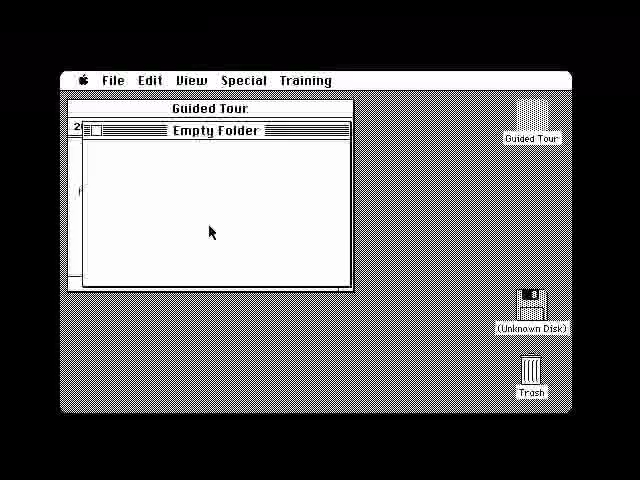 File Edit View Special Training
Guided Tour
Empty Folder
Guided Tour
(Unknown Disk)
Trash